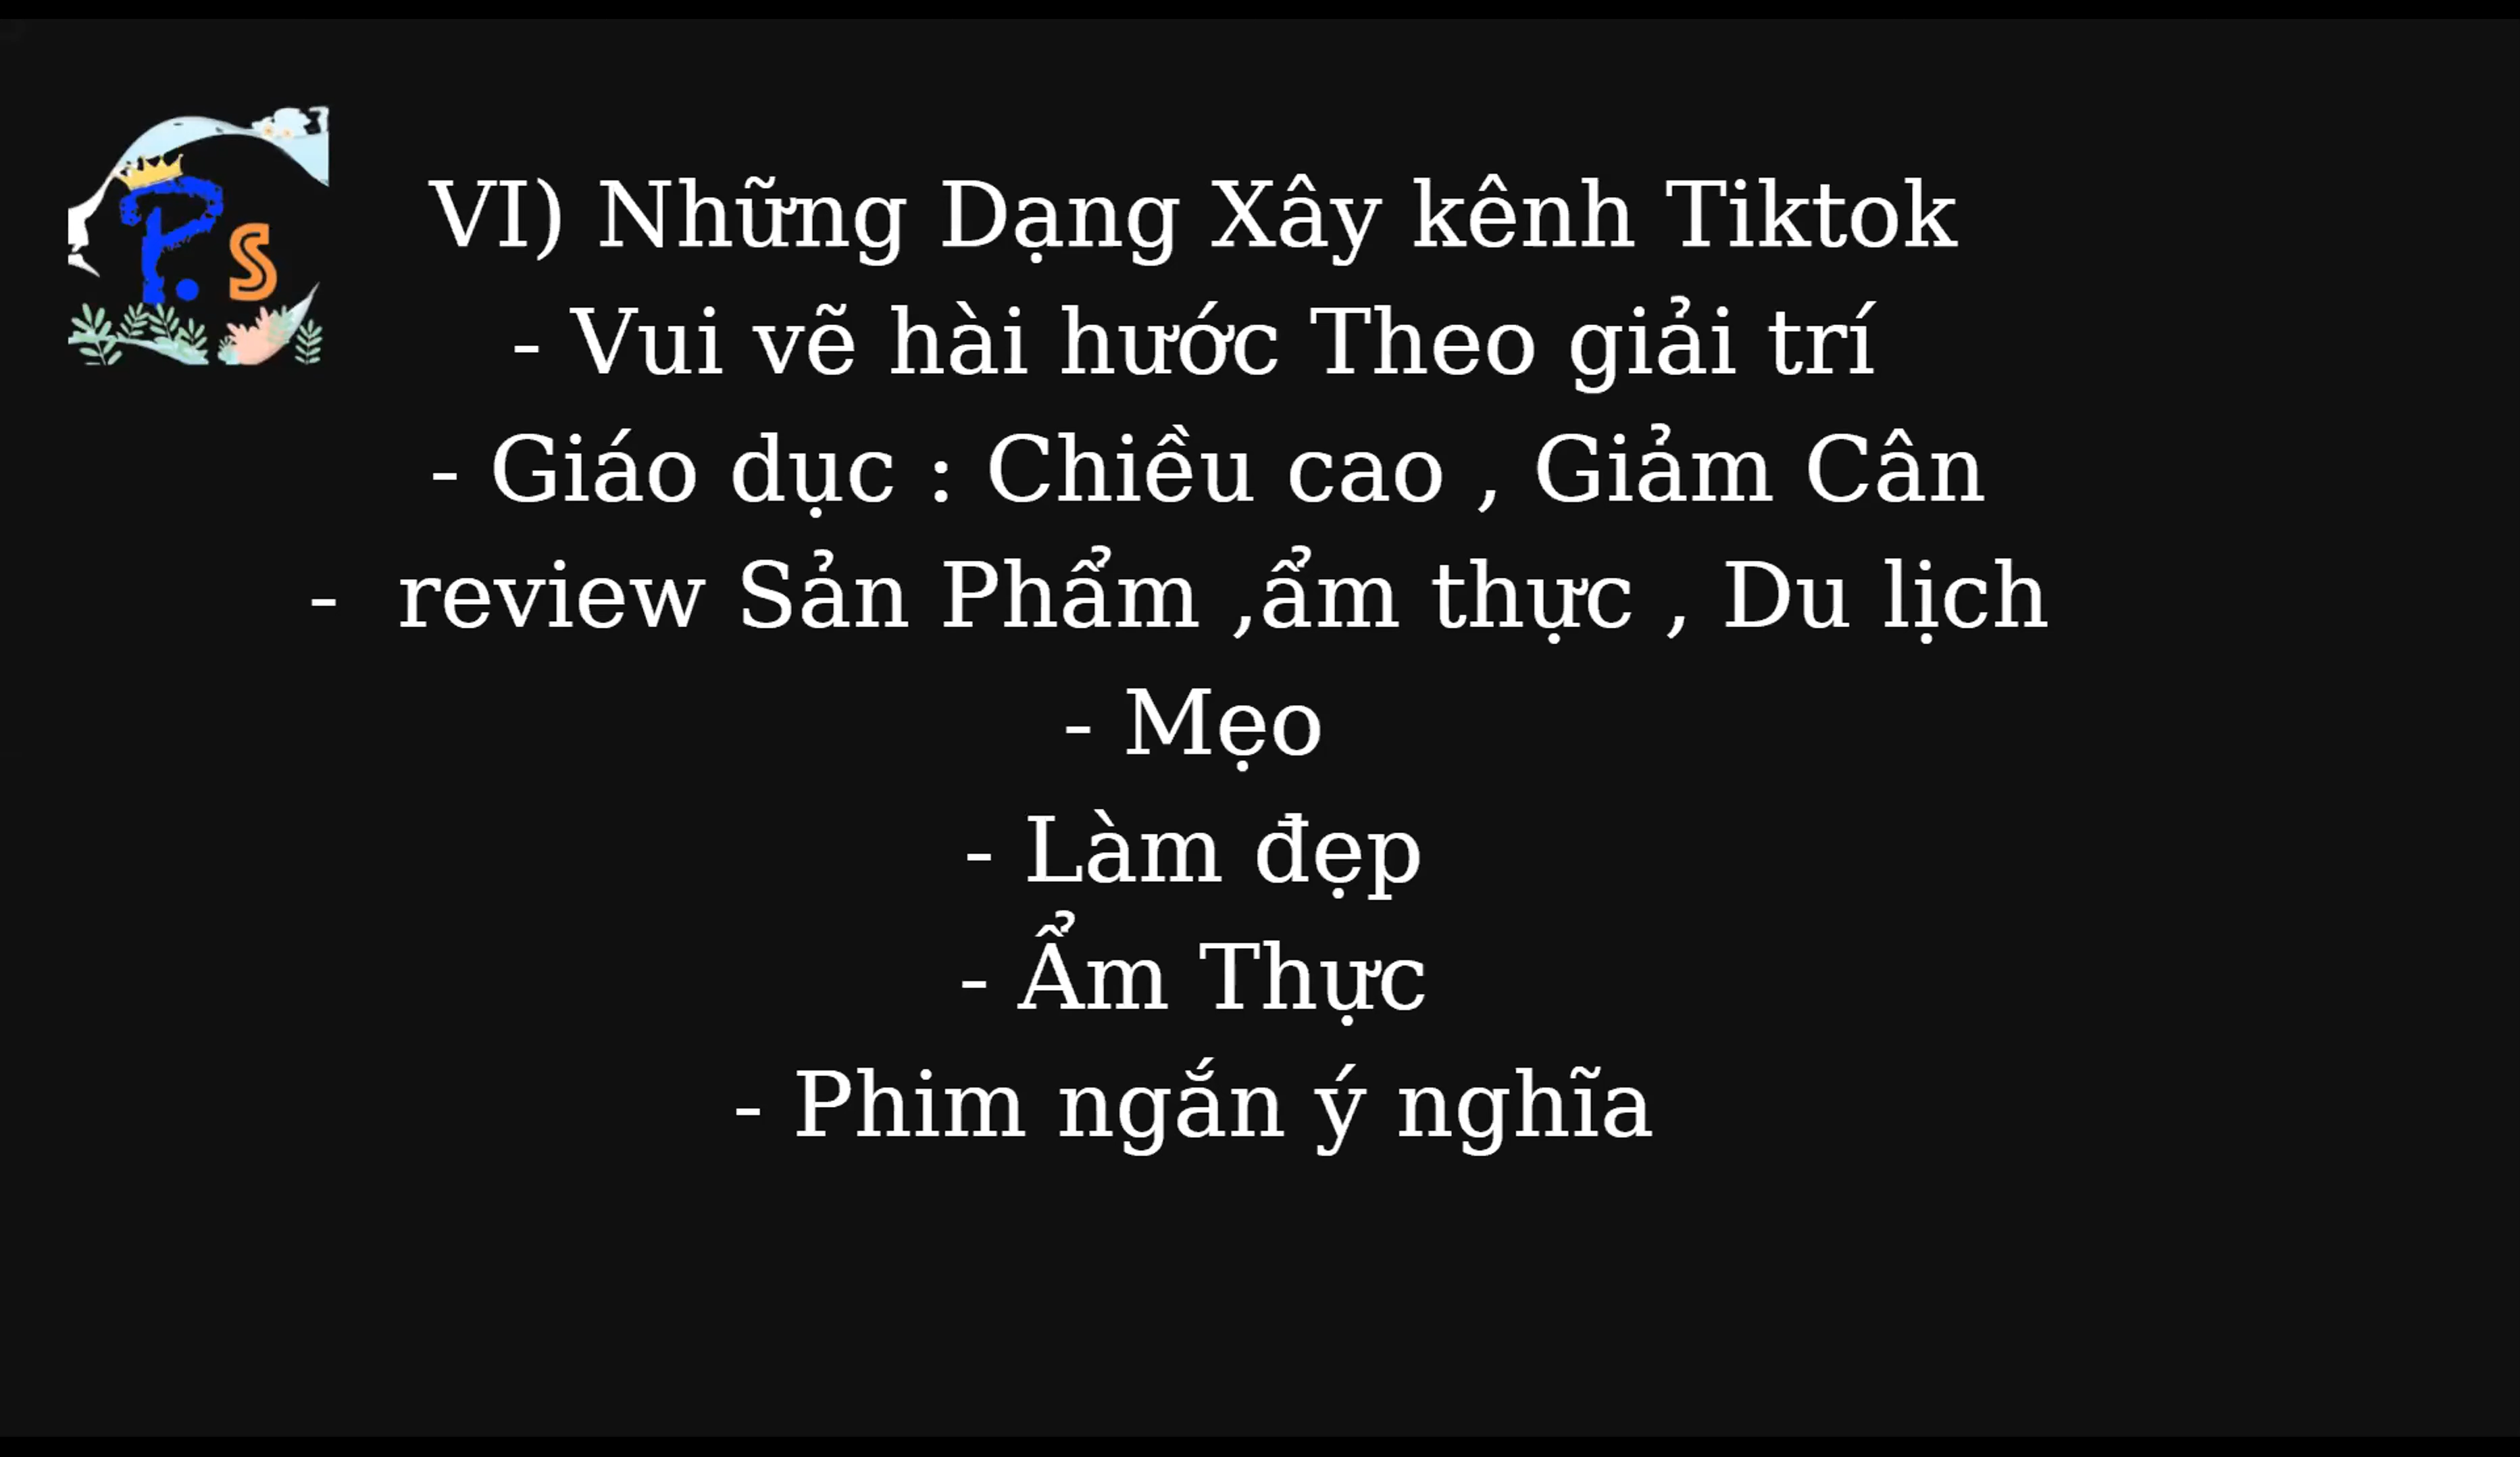 P.S
VI) Những Dạng Xây kênh Tiktok
- Vui vẽ hài hước Theo giải trí
- Giáo dục : Chiều cao , Giảm Cân
- review Sản Phẩm ,ẩm thực , Du lịch
- Mẹo
- Làm đẹp
- Ẩm Thực
- Phim ngắn ý nghĩa